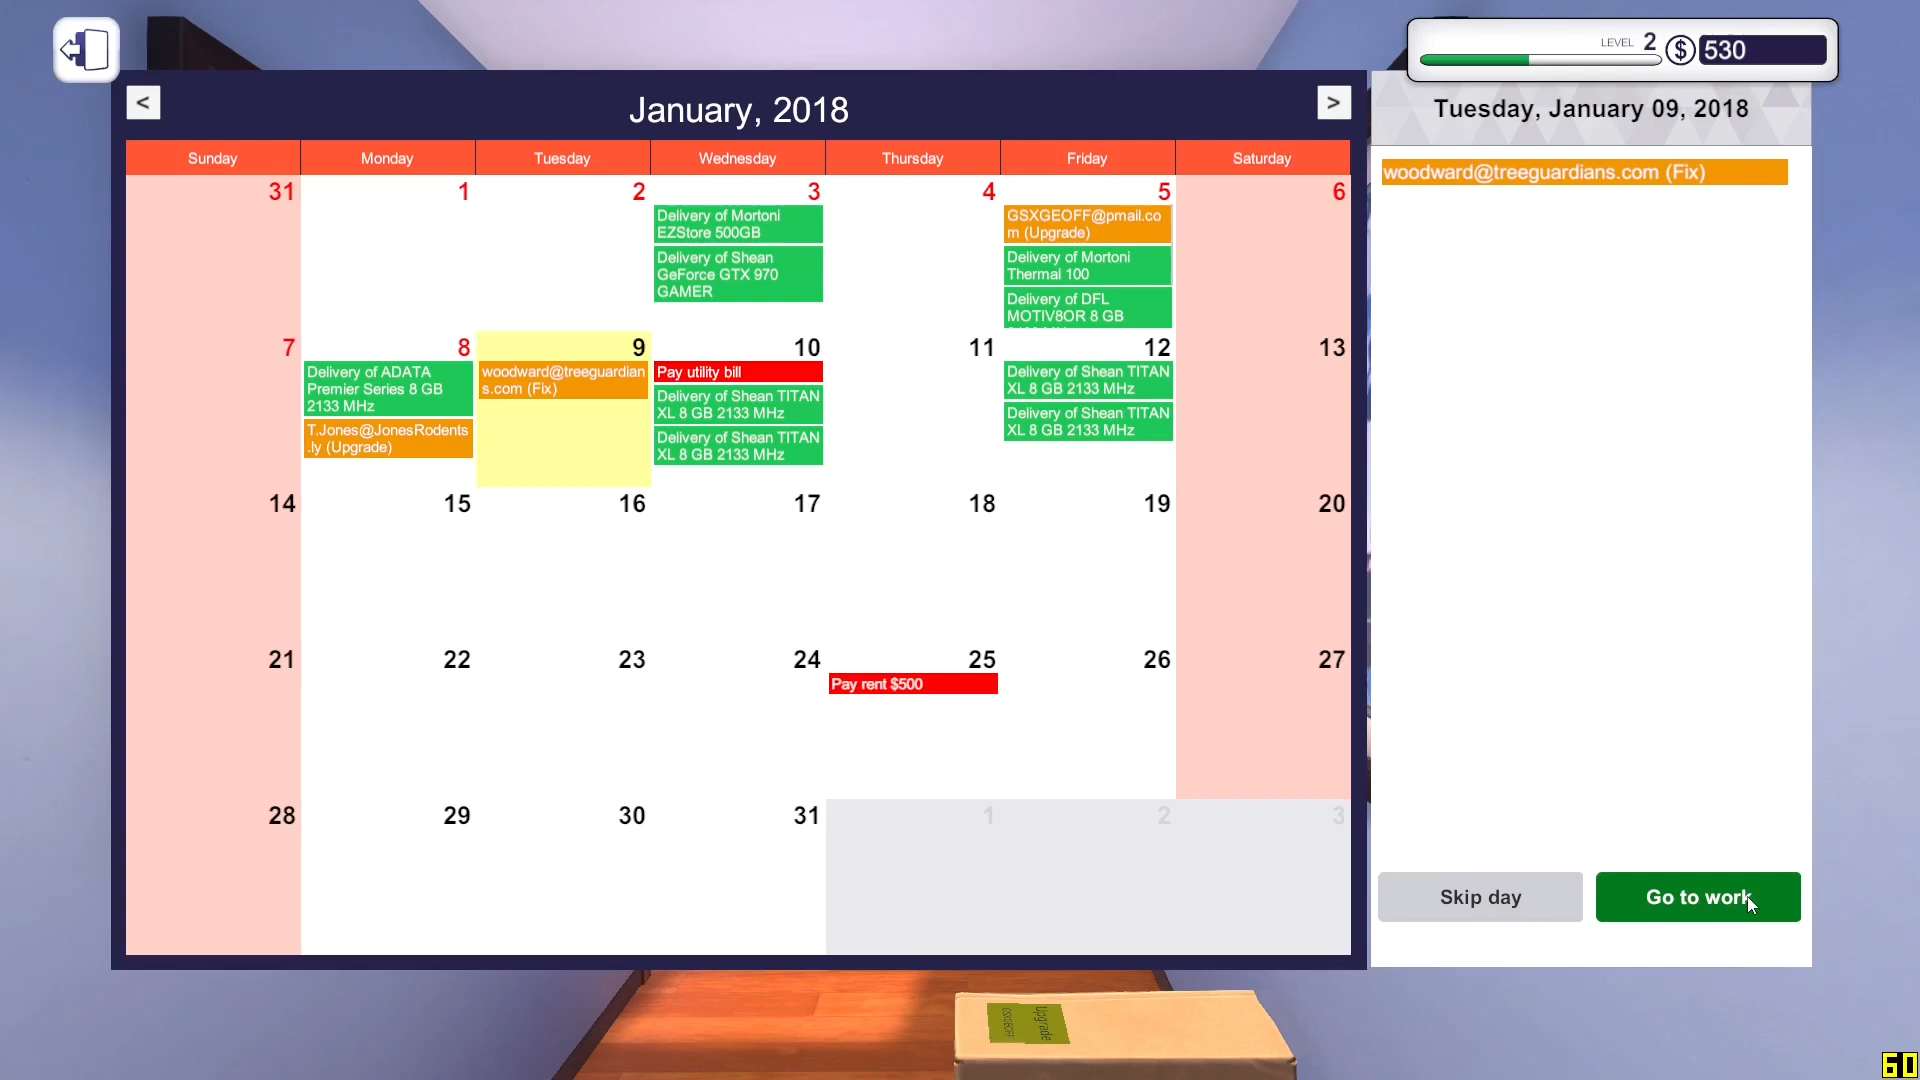 LEVEL 2
$ 530
<
January, 2018
>
Tuesday, January 09, 2018
Sunday
Monday
Tuesday
Wednesday
Thursday
Friday
Saturday
woodward@treeguardians.com (Fix)
31
1
2
3
4
5
6
Delivery of Mortoni
EZStore 500GB
Delivery of Shean
GeForce GTX 970
GAMER
GSXGEOFF@pmail.co
m (Upgrade)
Delivery of Mortoni
Thermal 100
Delivery of DFL
MOTIV8OR 8 GB
7
8
9
10
11
12
13
Delivery of ADATA
Premier Series 8 GB
2133 MHz
T.Jones@JonesRodents
.ly (Upgrade)
woodward@treeguardian
s.com (Fix)
Pay utility bill
Delivery of Shean TITAN
XL 8 GB 2133 MHz
Delivery of Shean TITAN
XL 8 GB 2133 MHz
Delivery of Shean TITAN
XL 8 GB 2133 MHz
Delivery of Shean TITAN
XL 8 GB 2133 MHz
14
15
16
17
18
19
20
21
22
23
24
25
26
27
Pay rent $500
28
29
30
31
1
2
3
Skip day
Go to work
Upgrade
GSXGEOFF
60